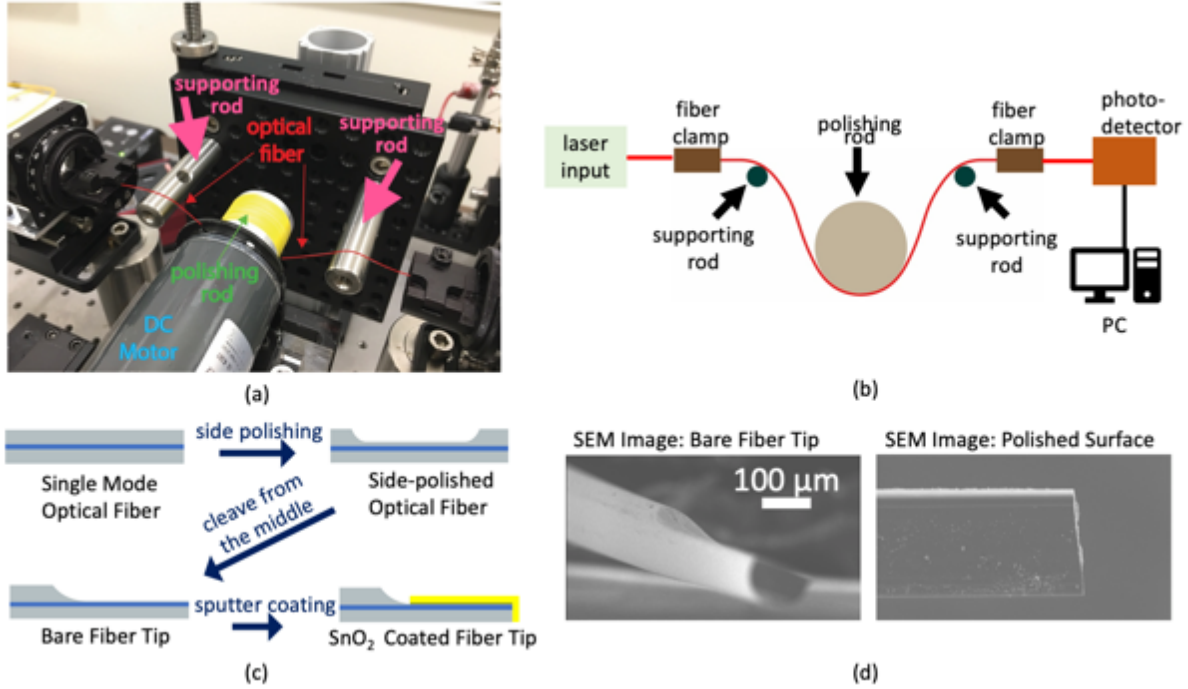 supporting
rod
optical
fiber
supporting
rod
polishing
rod
DC
Motor
(a)
laser
input
fiber
clamp
polishing
rod
fiber
clamp
photo-
detector
supporting
rod
supporting
rod
PC
(b)
side polishing
Single Mode
Optical Fiber
Side-polished
Optical Fiber
cleave from
the middle
sputter coating
Bare Fiber Tip
SnO₂ Coated Fiber Tip
(c)
SEM Image: Bare Fiber Tip
100 μm
SEM Image: Polished Surface
(d)